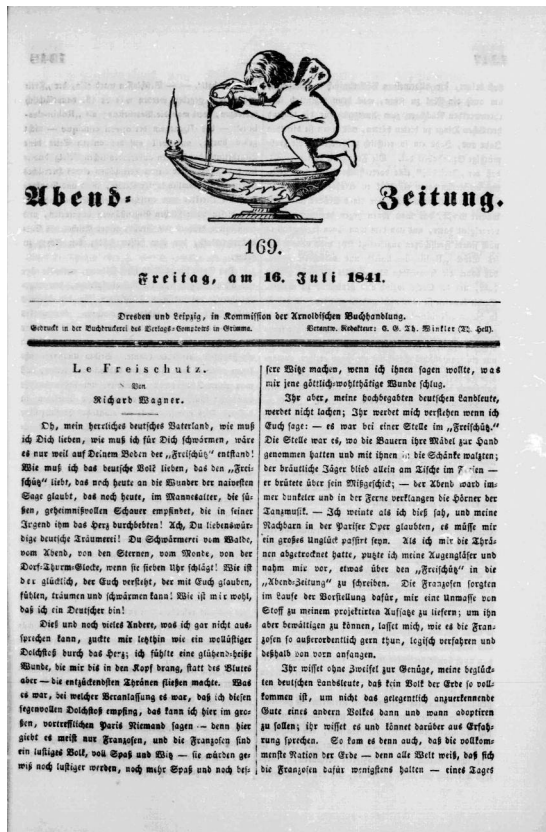 Abend-
Zeitung.
169.
Freitag, am 16. Juli 1841.
Dresden und Leipzig, in Kommission der Arnoldischen Buchhandlung.
Gedruckt in der Buchdruckerei des Verlags-Comptoirs in Grimma.
Verantw. Redakteur: C. G. Th. Winkler (Th. Hell).
Le Freischutz.
Von
Richard Wagner.
Oh, mein herrliches deutsches Vaterland, wie muß
ich Dich lieben, wie muß ich für Dich schwärmen, wäre
es nur weil auf Deinem Boden der „Freischütz" entstand!
Wie muß ich das deutsche Volk lieben, das den „Frei-
schütz" liebt, das noch heute an die Wunder der naivesten
Sage glaubt, das noch heute, im Mannesalter, die sü-
ßen, geheimnißvollen Schauer empfindet, die in seiner
Jugend ihm das Herz durchbebten! Ach, Du liebenswür-
dige deutsche Träumerei! Du Schwärmerei vom Walde,
vom Abend, von den Sternen, vom Monde, von der
Dorf-Thurm-Glocke, wenn sie sieben Uhr schlägt! Wie ist
der glücklich, der Euch versteht, der mit Euch glauben,
fühlen, träumen und schwärmen kann! Wie ist mir wohl,
daß ich ein Deutscher bin!
Dieß und noch vieles Andere, was ich gar nicht aus-
sprechen kann, zuckte mir letzthin wie ein wollüstiger
Dolchstoß durch das Herz; ich fühlte eine glühend-heiße
Wunde, die mir bis in den Kopf drang, statt des Blutes
aber — die entzückendsten Thränen fließen machte. Was
es war, bei welcher Veranlassung es war, daß ich diesen
segenvollen Dolchstoß empfing, das kann ich hier im gro-
ßen, vortrefflichen Paris Niemand sagen — denn hier
giebt es meist nur Franzosen, und die Franzosen sind
ein lustiges Volk, voll Spaß und Witz — sie würden ge-
wiß noch lustiger werden, noch mehr Spaß und noch bes-
sere Witze machen, wenn ich ihnen sagen wollte, was
mir jene göttlich-wohlthätige Wunde schlug.
Ihr aber, meine hochbegabten deutschen Landleute,
werdet nicht lachen; Ihr werdet mich verstehen wenn ich
Euch sage: — es war bei einer Stelle im „Freischütz."
Die Stelle war es, wo die Bauern ihre Mädel zur Hand
genommen hatten und mit ihnen in die Schänke walzten;
der bräutliche Jäger blieb allein am Tische im Freien —
er brütete über sein Mißgeschick; — der Abend ward im-
mer dunkeler und in der Ferne verklangen die Hörner der
Tanzmusik. — Ich weinte als ich dieß sah, und meine
Nachbarn in der Pariser Oper glaubten, es müsse mir
ein großes Unglück passirt seyn. Als ich mir die Thrä-
nen abgetrocknet hatte, putzte ich meine Augengläser und
nahm mir vor, etwas über den „Freischütz" in die
„Abend-Zeitung" zu schreiben. Die Franzosen sorgten
im Laufe der Vorstellung dafür, mir eine Unmasse von
Stoff zu meinem projektirten Aufsatze zu liefern; um ihn
aber bewältigen zu können, lasset mich, wie es die Fran-
zosen so außerordentlich gern thun, logisch verfahren und
deßhalb von vorn anfangen.
Ihr wisset ohne Zweifel zur Genüge, meine beglück-
ten deutschen Landsleute, daß kein Volk der Erde so voll-
kommen ist, um nicht das gelegentlich anzuerkennende
Gute eines andern Volkes dann und wann adoptiren
zu sollen; ihr wisset es und könnet darüber aus Erfah-
rung sprechen. So kam es denn auch, daß die vollkom-
menste Nation der Erde — denn alle Welt weiß, daß sich
die Franzosen dafür wenigstens halten — eines Tages